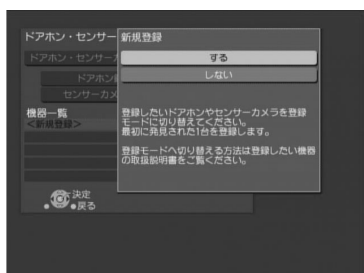 ドアホン・センサー
新規登録
ドアホン・センサーカ
する
ドアホン
しない
センサーカメ
機器一覧
<新規登録>
登録したいドアホンやセンサーカメラを登録
モードに切り替えてください。
最初に発見された1台を登録します。
登録モードへ切り替える方法は登録したい機器
の取扱説明書をご覧ください。
決定
戻る